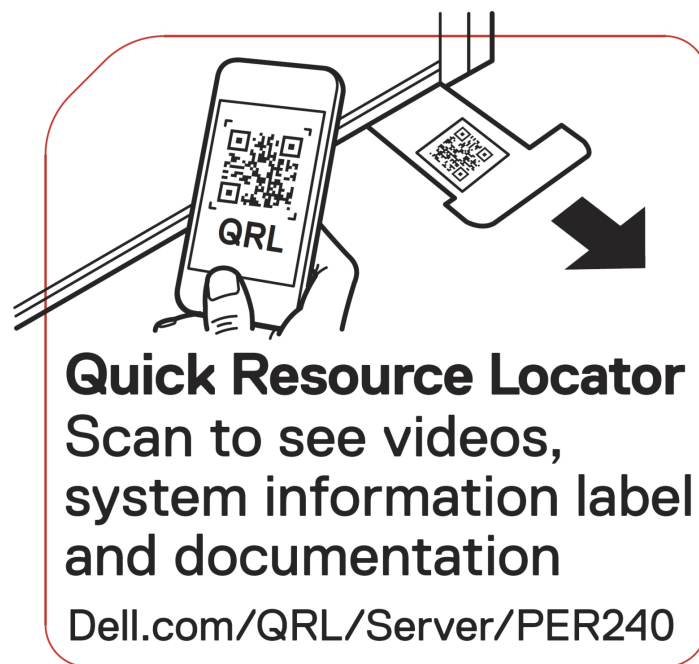 QRL
Quick Resource Locator
Scan to see videos,
system information label
and documentation
Dell.com/QRL/Server/PER240